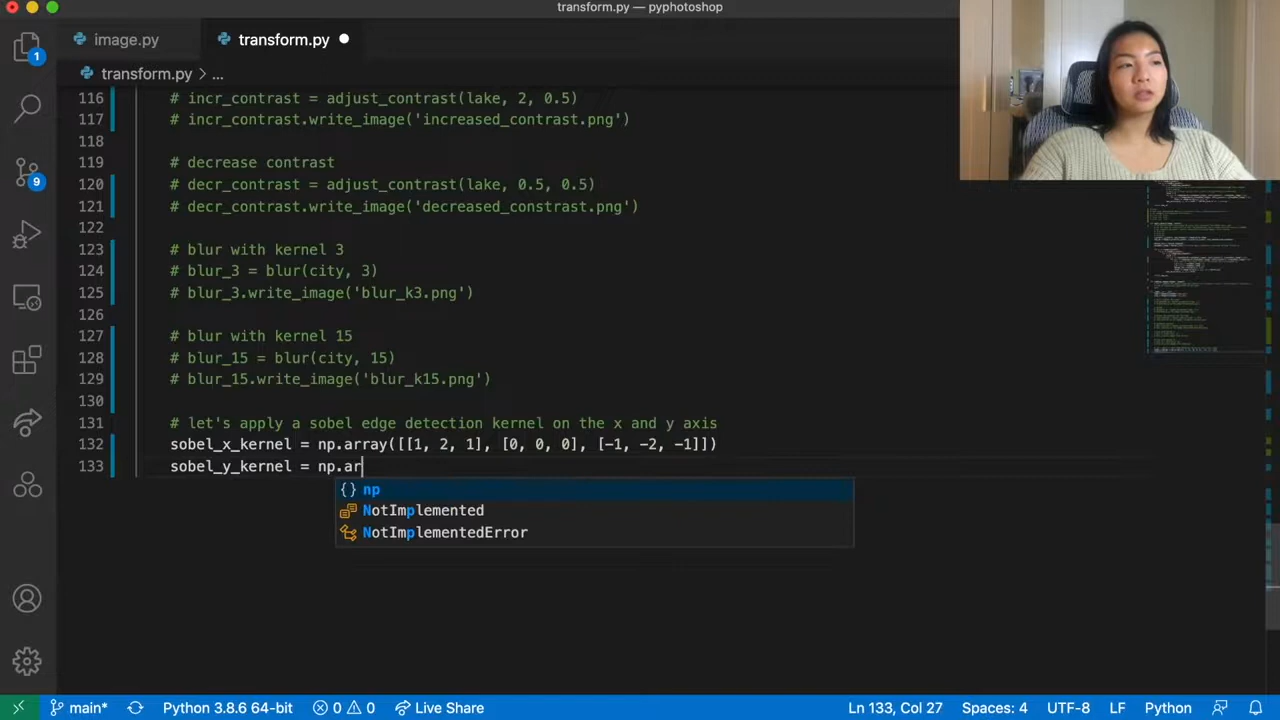 transform.py — pyphotoshop
image.py
transform.py
transform.py > ...
1
9
116 # incr_contrast = adjust_contrast(lake, 2, 0.5)
117 # incr_contrast.write_image('increased_contrast.png')
118
119 # decrease contrast
120 # decr_contrast = adjust_contrast(lake, 0.5, 0.5)
121 # decr_contrast.write_image('decreased_contrast.png')
122
123 # blur with kernel 3
124 # blur_3 = blur(city, 3)
125 # blur_3.write_image('blur_k3.png')
126
127 # blur with kernel 15
128 # blur_15 = blur(city, 15)
129 # blur_15.write_image('blur_k15.png')
130
131 # let's apply a sobel edge detection kernel on the x and y axis
132 sobel_x_kernel = np.array([[1, 2, 1], [0, 0, 0], [-1, -2, -1]])
133 sobel_y_kernel = np.ar
{} np
NotImplemented
NotImplementedError
main* Python 3.8.6 64-bit 0 0 Live Share Ln 133, Col 27 Spaces: 4 UTF-8 LF Python